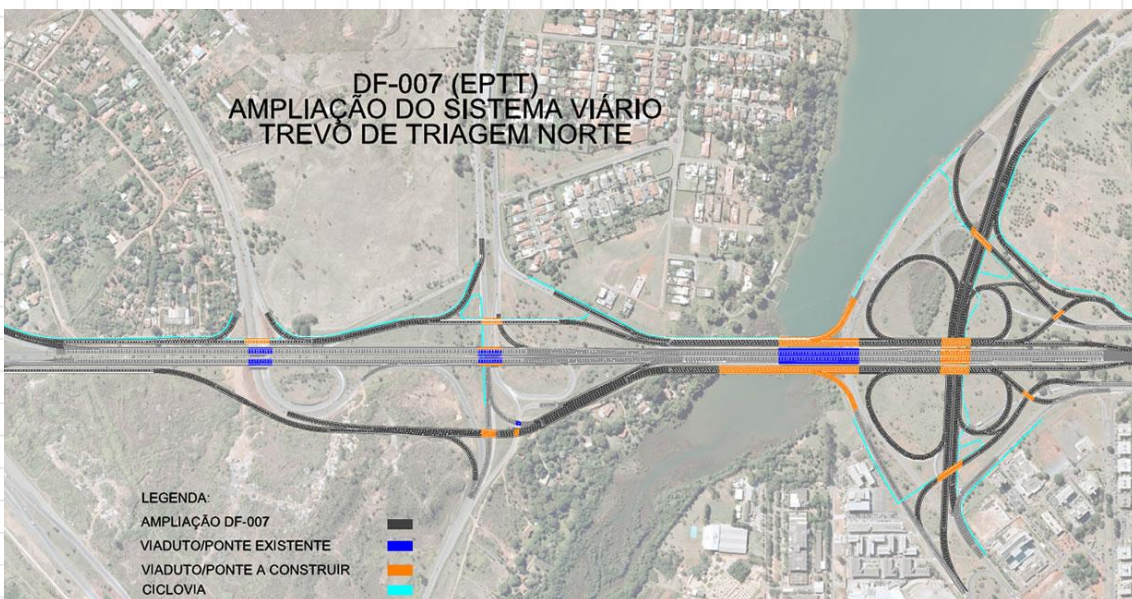 DF-007 (EPTT)
AMPLIAÇÃO DO SISTEMA VIÁRIO
TREVO DE TRIAGEM NORTE
LEGENDA:
AMPLIAÇÃO DF-007
VIADUTO/PONTE EXISTENTE
VIADUTO/PONTE A CONSTRUIR
CICLOVIA